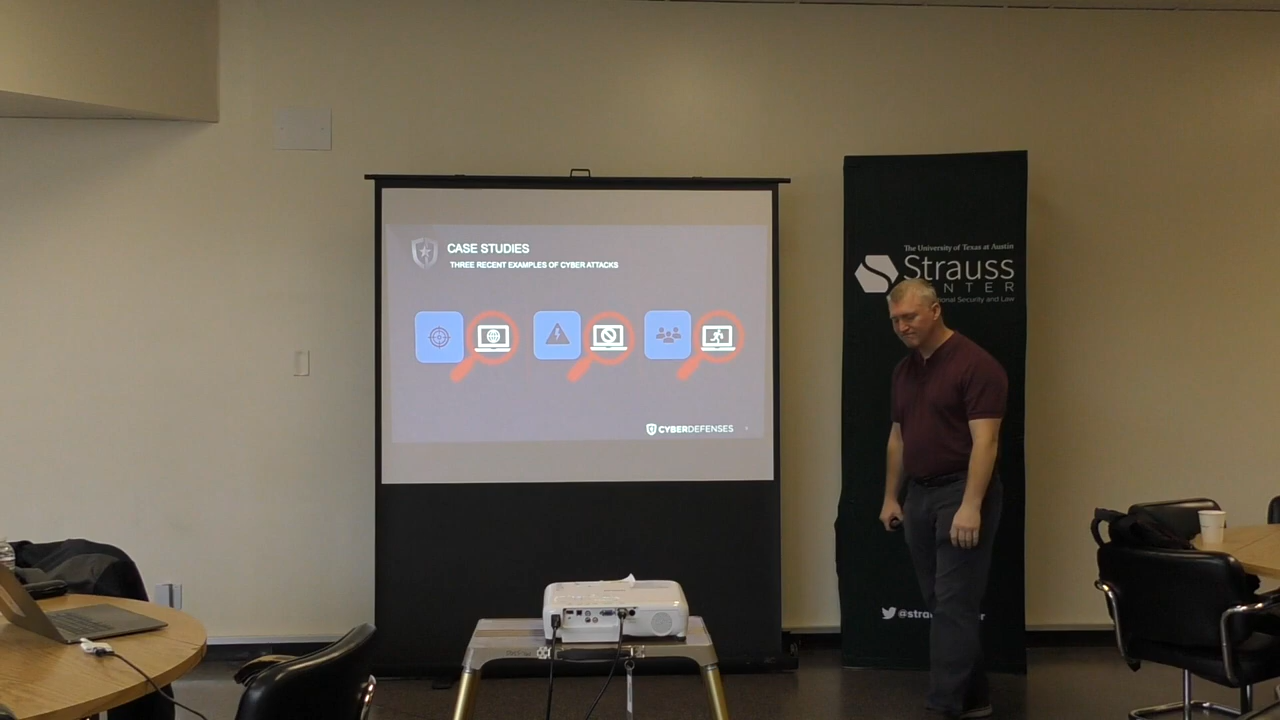 CASE STUDIES
THREE RECENT EXAMPLES OF CYBER ATTACKS
CYBERDEFENSES
The University of Texas at Austin
Strauss
NTER
onal Security and Law
@strau
r